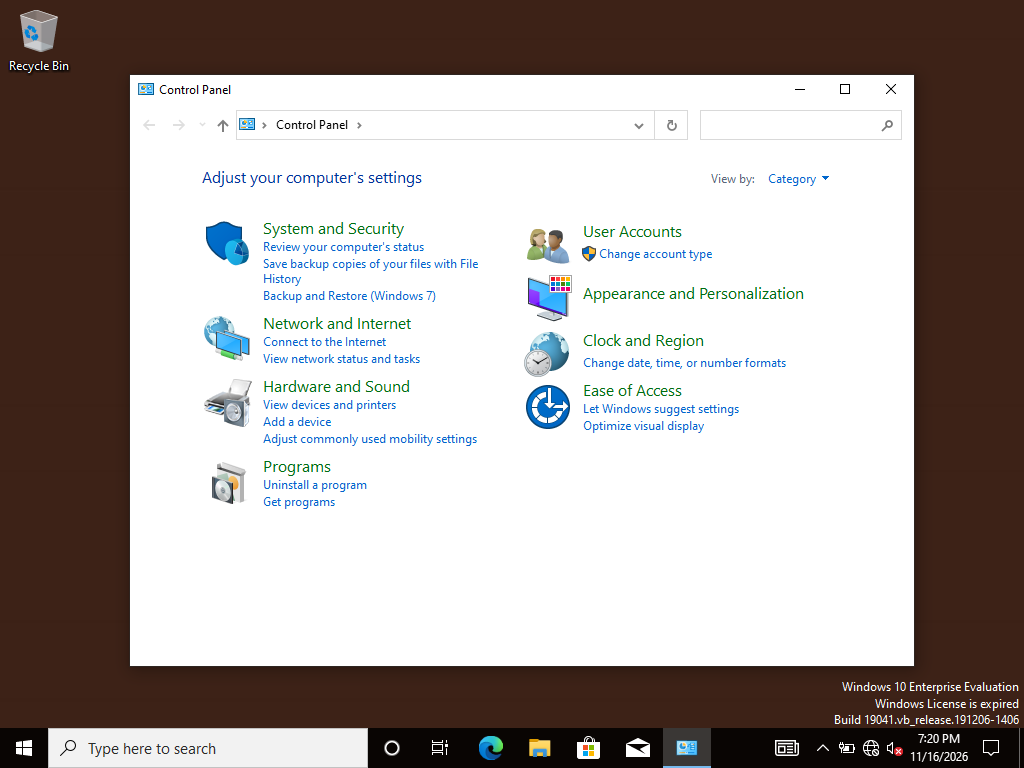 Recycle Bin
Control Panel
Control Panel
Adjust your computer's settings
View by:
Category
System and Security
Review your computer's status
Save backup copies of your files with File
History
Backup and Restore (Windows 7)
Network and Internet
Connect to the Internet
View network status and tasks
Hardware and Sound
View devices and printers
Add a device
Adjust commonly used mobility settings
Programs
Uninstall a program
Get programs
User Accounts
Change account type
Appearance and Personalization
Clock and Region
Change date, time, or number formats
Ease of Access
Let Windows suggest settings
Optimize visual display
Windows 10 Enterprise Evaluation
Windows License is expired
Build 19041.vb_release.191206-1406
Type here to search
7:20 PM
11/16/2026